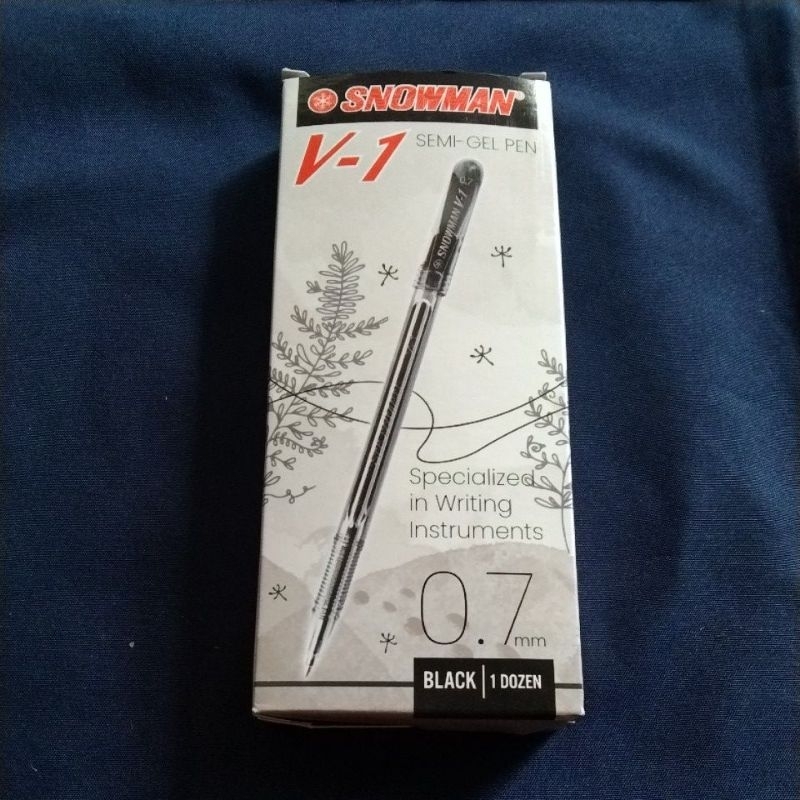 SNOWMAN
V-1
SEMI-GEL PEN
SNOWMAN V-1
Specialized
in Writing
Instruments
0.7mm
BLACK | 1 DOZEN